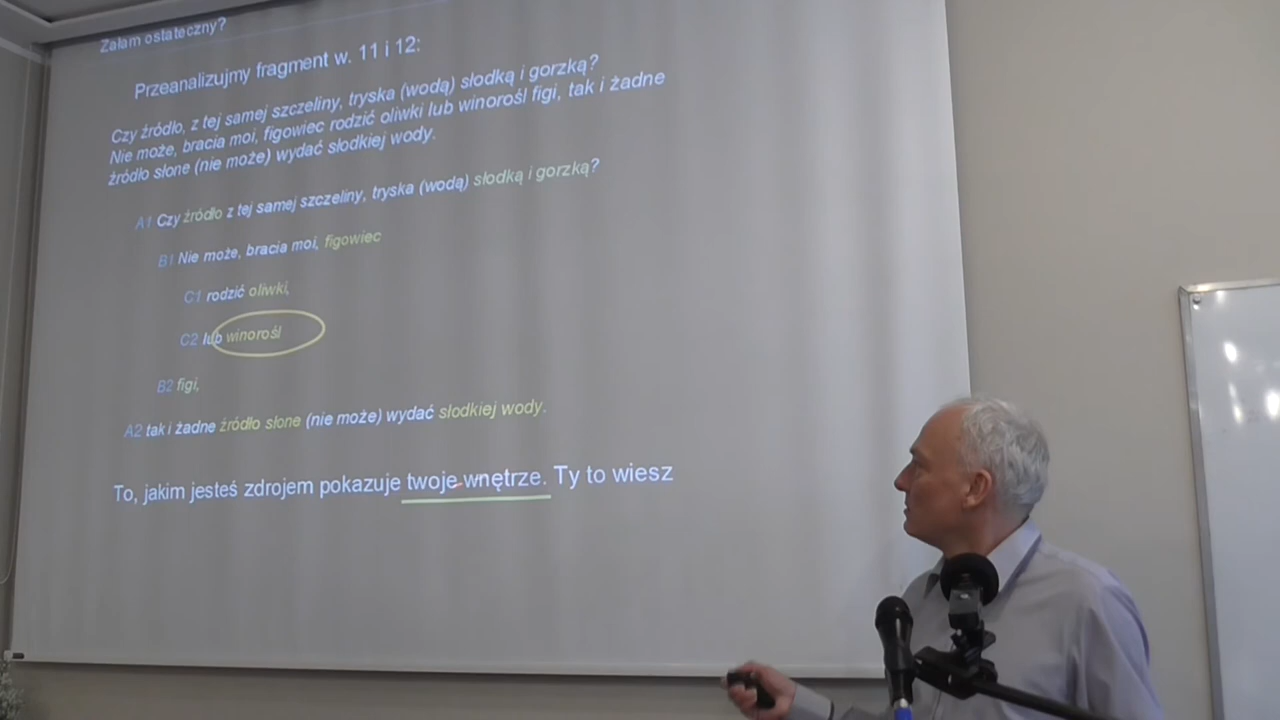 Załam ostateczny?
Przeanalizujmy fragment w. 11 i 12:
Czy źródło, z tej samej szczeliny, tryska (wodą) słodką i gorzką?
Nie może, bracia moi, figowiec rodzić oliwki lub winorośl figi, tak i żadne
źródło słone (nie może) wydać słodkiej wody.
A1 Czy źródło z tej samej szczeliny, tryska (wodą) słodką i gorzką?
B1 Nie może, bracia moi, figowiec
C1 rodzić oliwki,
C2 lub winorośl
B2 figi,
A2 tak i żadne źródło słone (nie może) wydać słodkiej wody.
To, jakim jesteś zdrojem pokazuje twoje wnętrze. Ty to wiesz